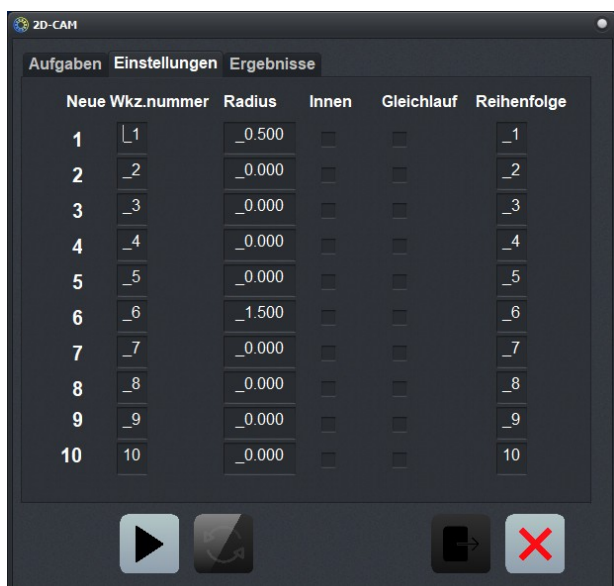 2D-CAM
Aufgaben Einstellungen Ergebnisse
Neue Wkz.nummer Radius Innen Gleichlauf Reihenfolge
1 _1 _0.500 _1
2 _2 _0.000 _2
3 _3 _0.000 _3
4 _4 _0.000 _4
5 _5 _0.000 _5
6 _6 _1.500 _6
7 _7 _0.000 _7
8 _8 _0.000 _8
9 _9 _0.000 _9
10 10 _0.000 10